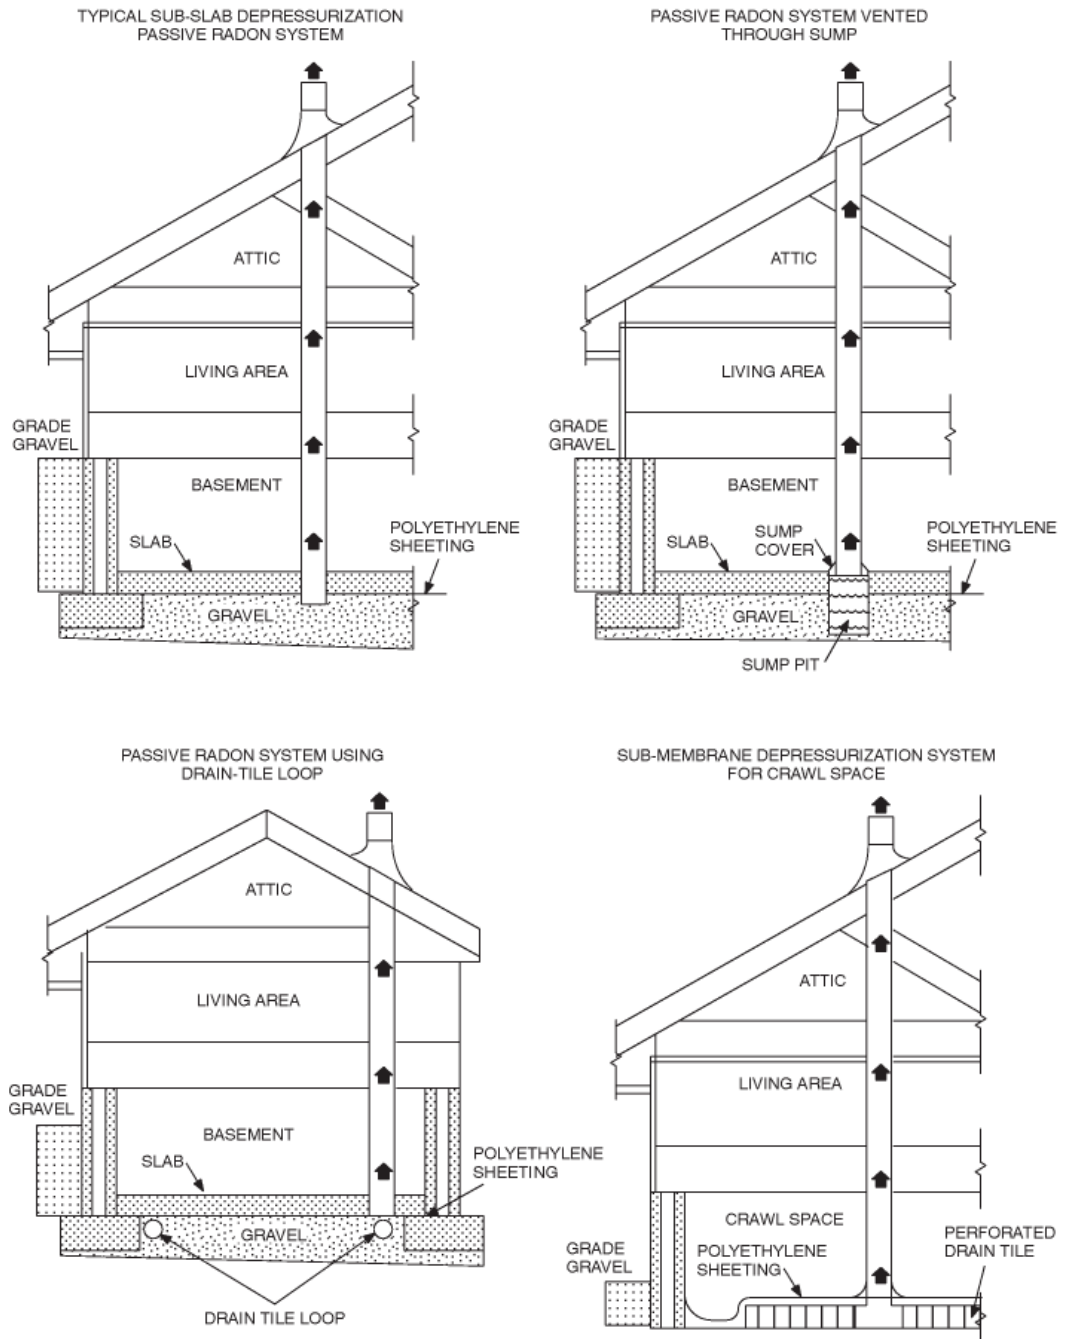 TYPICAL SUB-SLAB DEPRESSURIZATION
PASSIVE RADON SYSTEM
ATTIC
LIVING AREA
GRADE
GRAVEL
BASEMENT
SLAB
POLYETHYLENE
SHEETING
GRAVEL
PASSIVE RADON SYSTEM VENTED
THROUGH SUMP
ATTIC
LIVING AREA
GRADE
GRAVEL
BASEMENT
SLAB
SUMP
COVER
POLYETHYLENE
SHEETING
GRAVEL
SUMP PIT
PASSIVE RADON SYSTEM USING
DRAIN-TILE LOOP
ATTIC
LIVING AREA
GRADE
GRAVEL
BASEMENT
SLAB
POLYETHYLENE
SHEETING
GRAVEL
DRAIN TILE LOOP
SUB-MEMBRANE DEPRESSURIZATION SYSTEM
FOR CRAWL SPACE
ATTIC
LIVING AREA
CRAWL SPACE
GRADE
GRAVEL
POLYETHYLENE
SHEETING
PERFORATED
DRAIN TILE